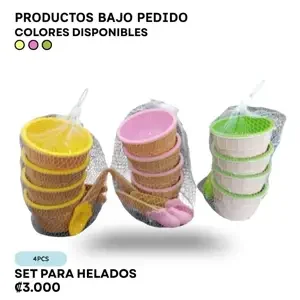 PRODUCTOS BAJO PEDIDO
COLORES DISPONIBLES
4PCS
SET PARA HELADOS
₡3.000